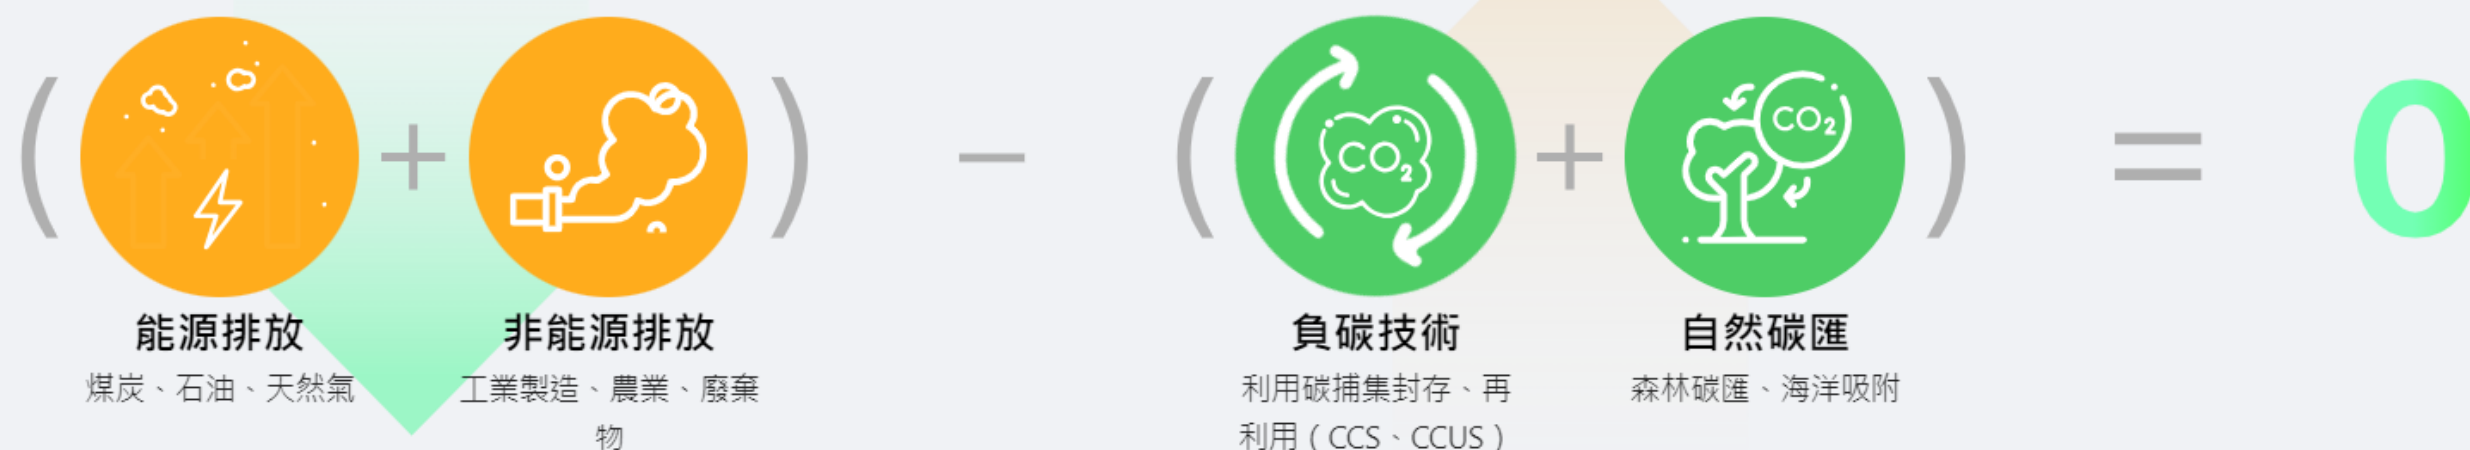 ( + ) － ( CO₂ + CO₂ ) = 0
能源排放 非能源排放 負碳技術 自然碳匯
煤炭、石油、天然氣 工業製造、農業、廢棄 利用碳捕集封存、再 森林碳匯、海洋吸附
物 利用（CCS、CCUS）